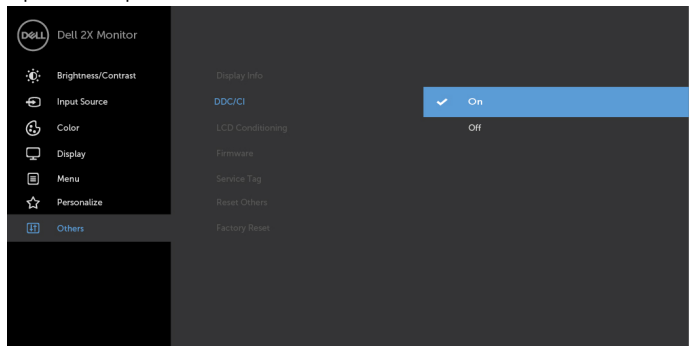 DELL Dell 2X Monitor
Brightness/Contrast
Display Info
Input Source
DDC/CI
On
Color
LCD Conditioning
Off
Display
Firmware
Menu
Service Tag
Personalize
Reset Others
Others
Factory Reset